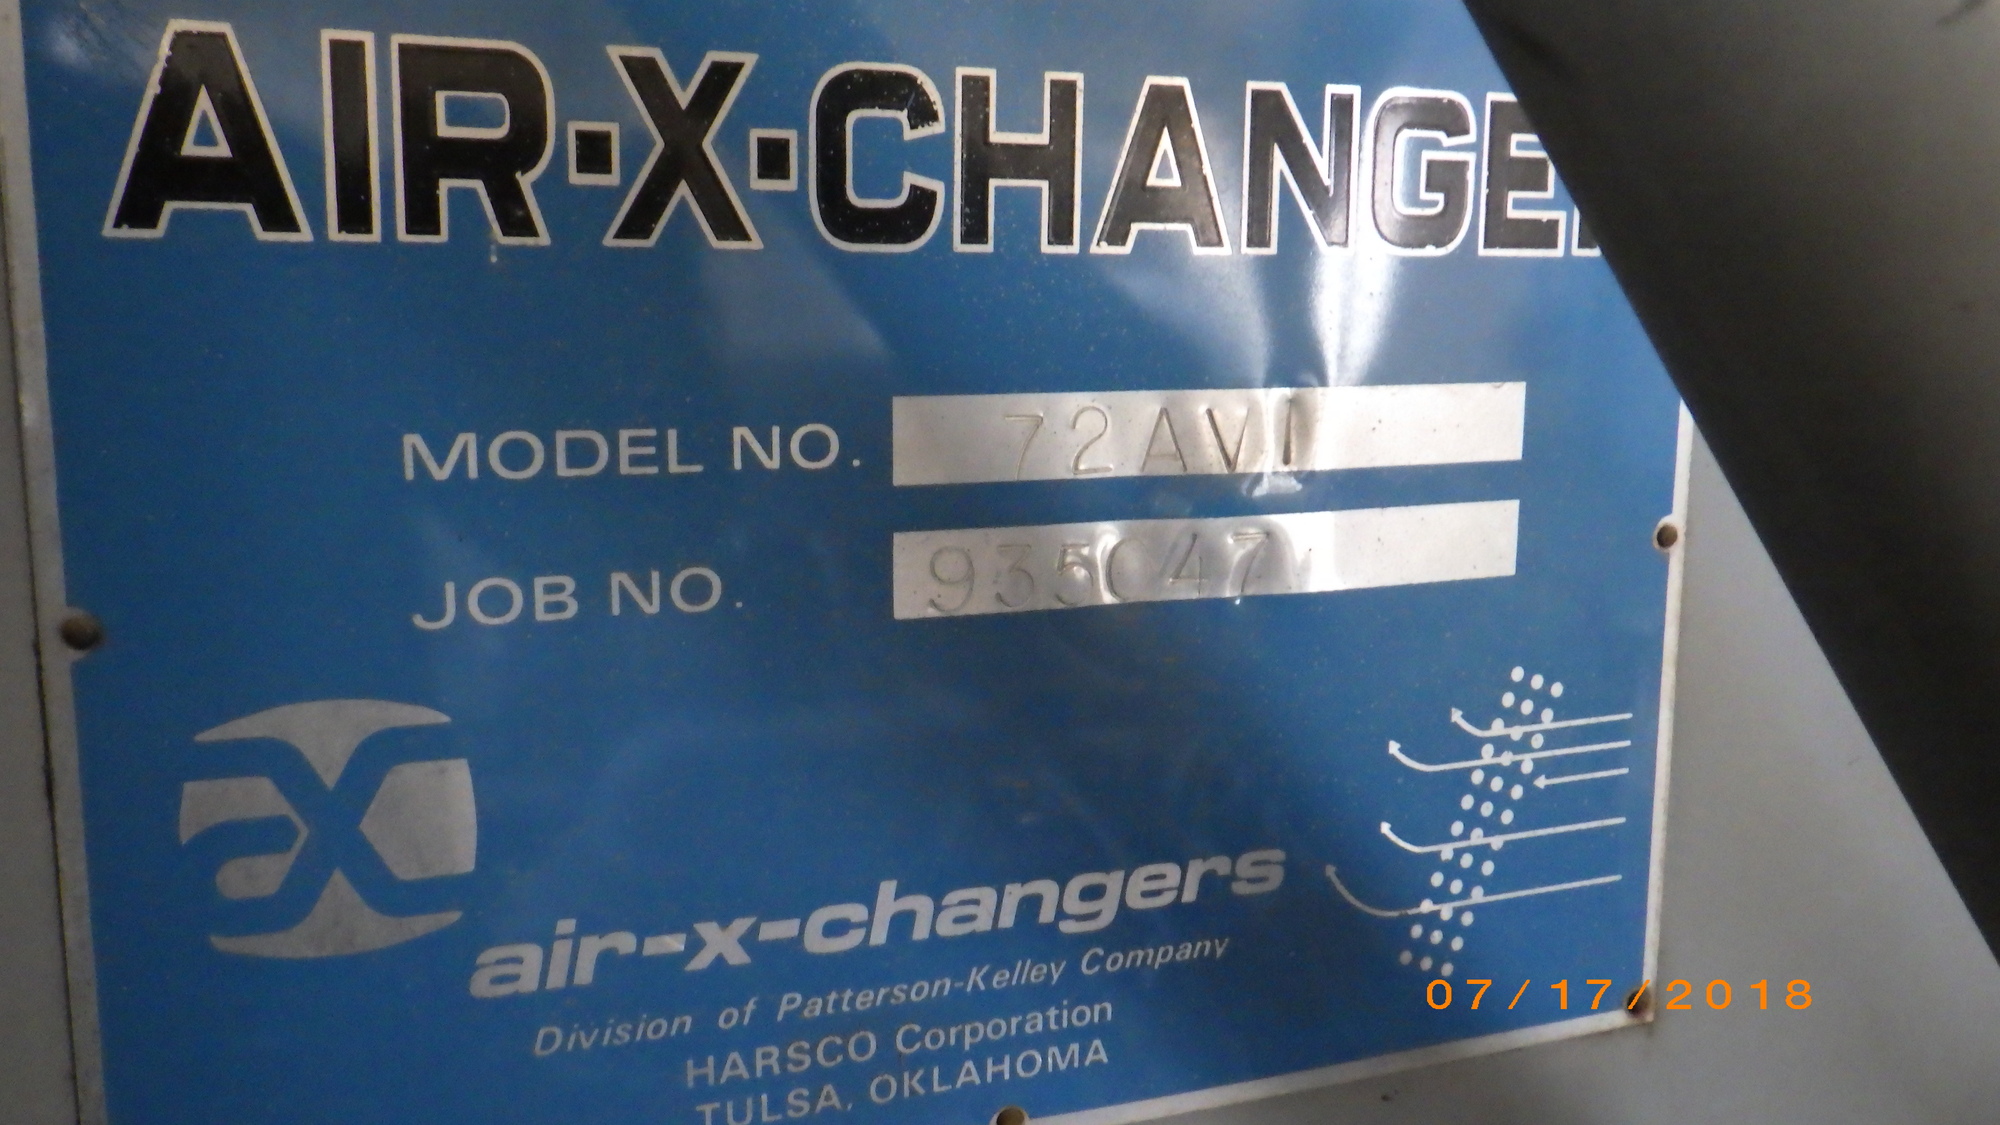 AIR-X-CHANGE
MODEL NO. 72AVI
JOB NO.
air-x-changers
Division of Patterson-Kelley Company
HARSCO Corporation
TULSA, OKLAHOMA
07/17/2018